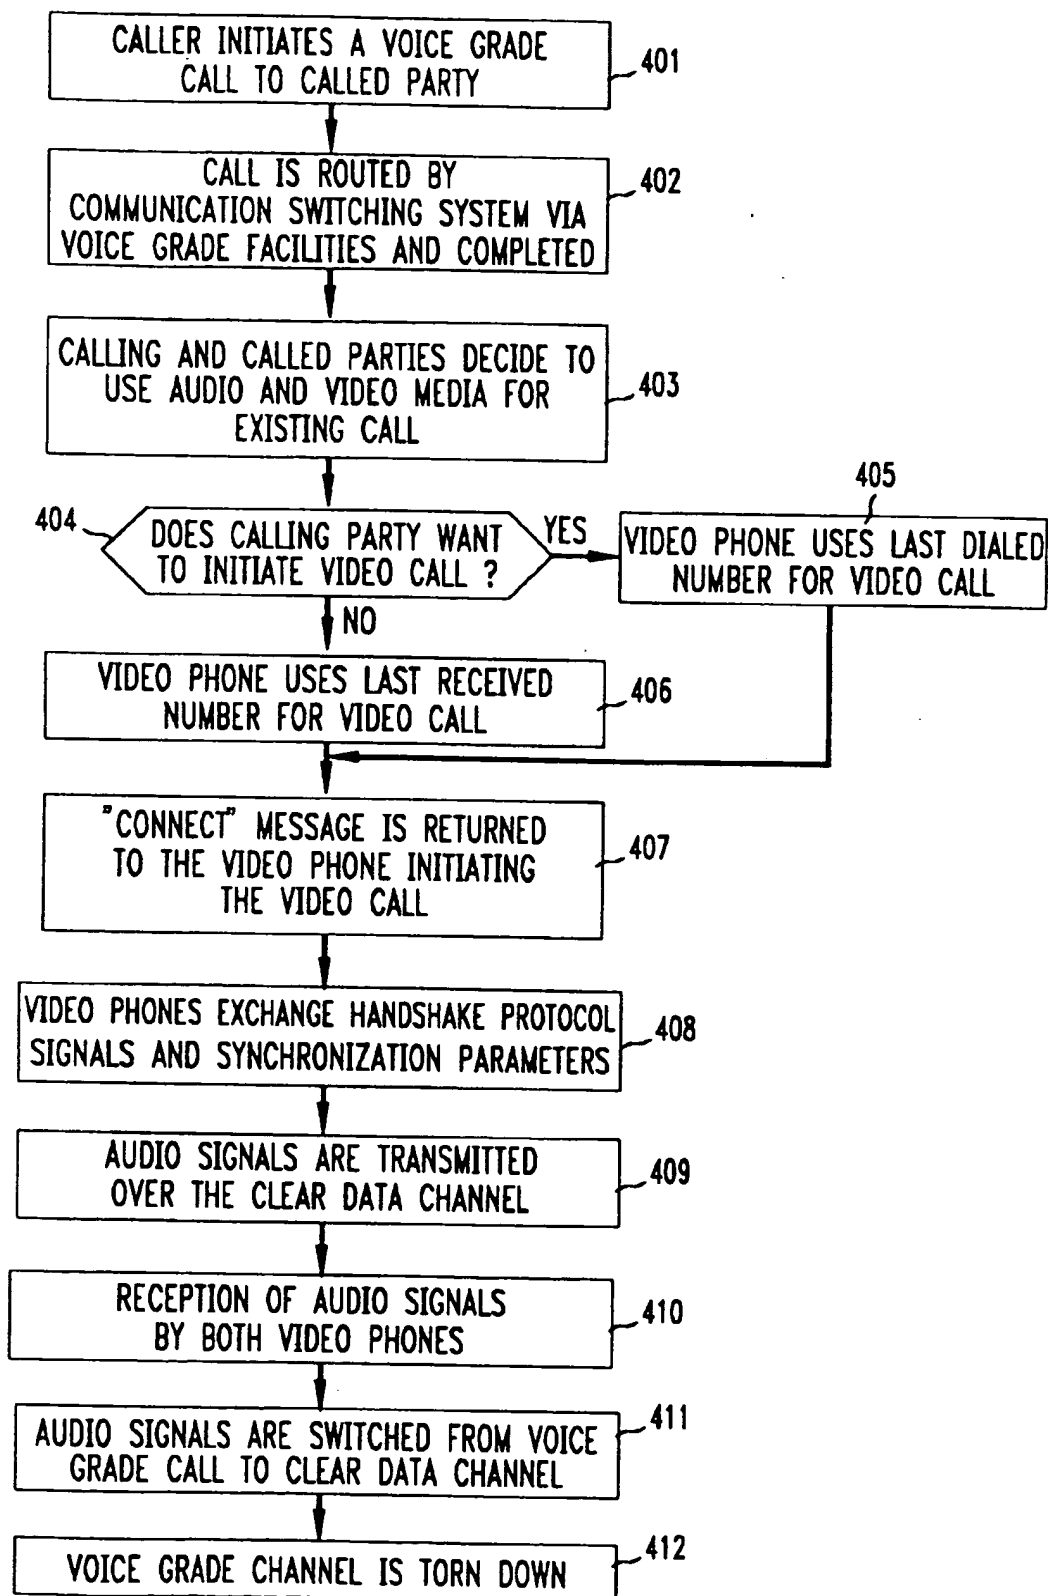 CALLER INITIATES A VOICE GRADE
CALL TO CALLED PARTY
401
CALL IS ROUTED BY
COMMUNICATION SWITCHING SYSTEM VIA
VOICE GRADE FACILITIES AND COMPLETED
402
CALLING AND CALLED PARTIES DECIDE TO
USE AUDIO AND VIDEO MEDIA FOR
EXISTING CALL
403
404
DOES CALLING PARTY WANT
TO INITIATE VIDEO CALL ?
YES
405
VIDEO PHONE USES LAST DIALED
NUMBER FOR VIDEO CALL
NO
VIDEO PHONE USES LAST RECEIVED
NUMBER FOR VIDEO CALL
406
"CONNECT" MESSAGE IS RETURNED
TO THE VIDEO PHONE INITIATING
THE VIDEO CALL
407
VIDEO PHONES EXCHANGE HANDSHAKE PROTOCOL
SIGNALS AND SYNCHRONIZATION PARAMETERS
408
AUDIO SIGNALS ARE TRANSMITTED
OVER THE CLEAR DATA CHANNEL
409
RECEPTION OF AUDIO SIGNALS
BY BOTH VIDEO PHONES
410
AUDIO SIGNALS ARE SWITCHED FROM VOICE
GRADE CALL TO CLEAR DATA CHANNEL
411
VOICE GRADE CHANNEL IS TORN DOWN
412